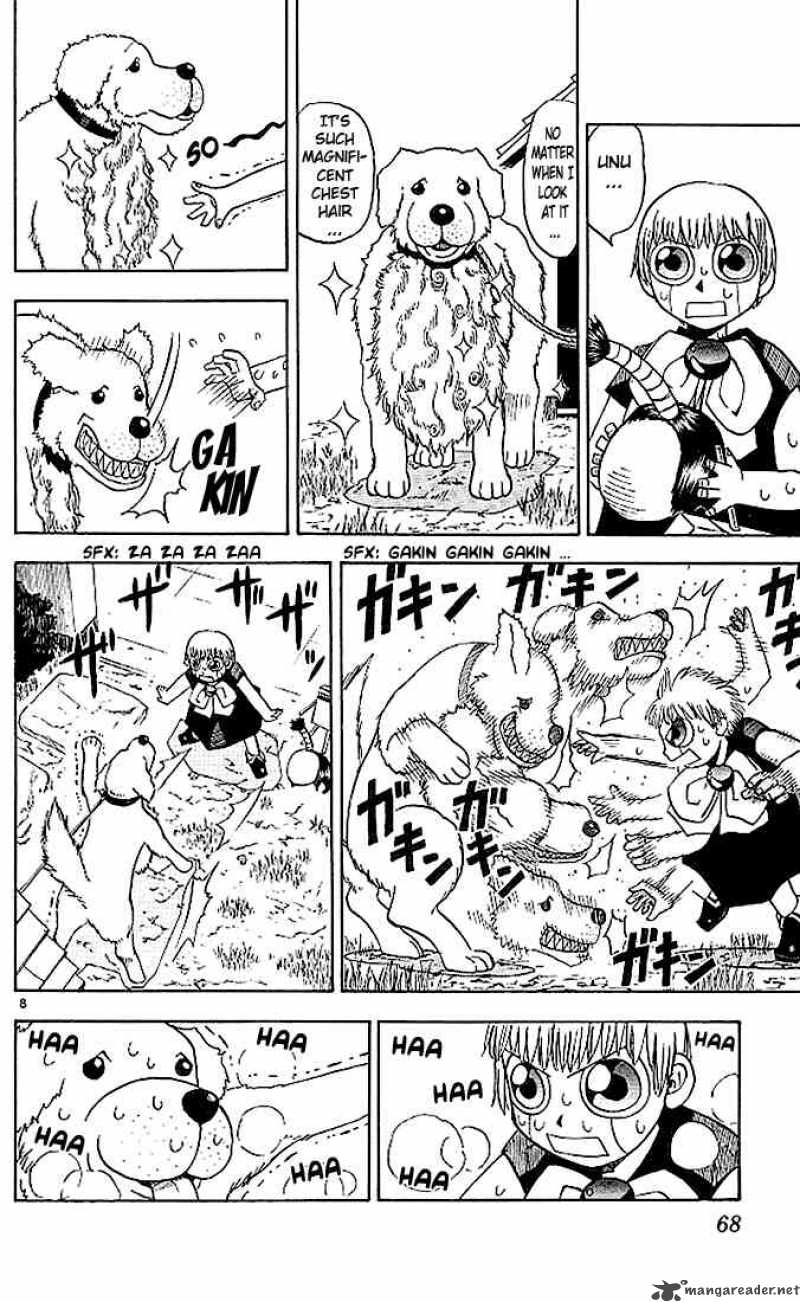 UNU
...
NO
MATTER
WHEN I
LOOK
AT IT
...
IT'S
SUCH
MAGNIFI-
CENT
CHEST
HAIR
...
SO
GA
KIN
SFX: GAKIN GAKIN GAKIN ...
ガキン
ガキン
ガキン
ガキン
ガキン
SFX: ZA ZA ZA ZAA
ザ
ザ
ザ
ザ
8
HAA
HAA
HAA
HAA
HAA
HAA
HAA
HAA
68
mangareader.net